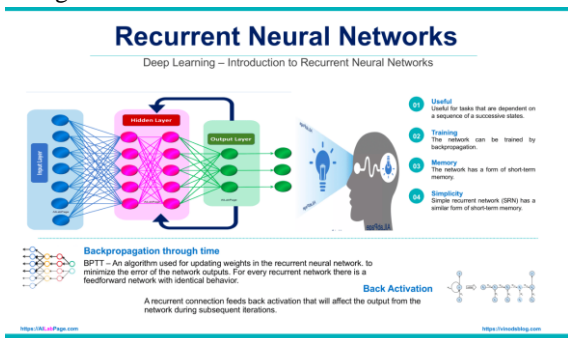 Recurrent Neural Networks
Deep Learning – Introduction to Recurrent Neural Networks
Hidden Layer
Output Layer
Input Layer
01
Useful
Useful for tasks that are dependent on
a sequence of a successive states.
02
Training
The network can be trained by
backpropagation.
03
Memory
The network has a form of short-term
memory.
04
Simplicity
Simple recurrent network (SRN) has a
similar form of short-term memory.
Backpropagation through time
BPTT – An algorithm used for updating weights in the recurrent neural network. to
minimize the error of the network outputs. For every recurrent network there is a
feedforward network with identical behavior.
Back Activation
A recurrent connection feeds back activation that will affect the output from the
network during subsequent iterations.
https://AILabPage.com
https://vinodsblog.com